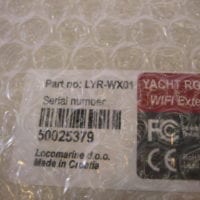 Part no: LYR-WX01
Serial number
50025379
Locomarine d.o.o.
Made in Croatia
YACHT RO
WIFI Exte
FC
CE